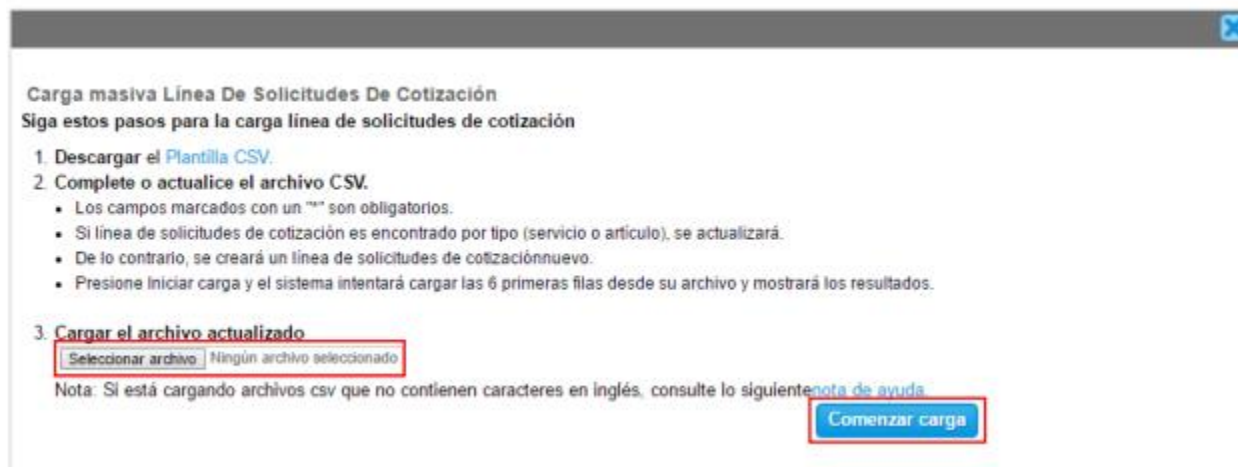 Carga masiva Línea De Solicitudes De Cotización
Siga estos pasos para la carga línea de solicitudes de cotización
1. Descargar el Plantilla CSV.
2. Complete o actualice el archivo CSV.
• Los campos marcados con un "*" son obligatorios.
• Si línea de solicitudes de cotización es encontrado por tipo (servicio o artículo), se actualizará.
• De lo contrario, se creará un línea de solicitudes de cotizaciónnuevo.
• Presione Iniciar carga y el sistema intentará cargar las 6 primeras filas desde su archivo y mostrará los resultados.
3. Cargar el archivo actualizado
Seleccionar archivo Ningún archivo seleccionado
Nota: Si está cargando archivos csv que no contienen caracteres en inglés, consulte lo siguientenota de ayuda.
Comenzar carga